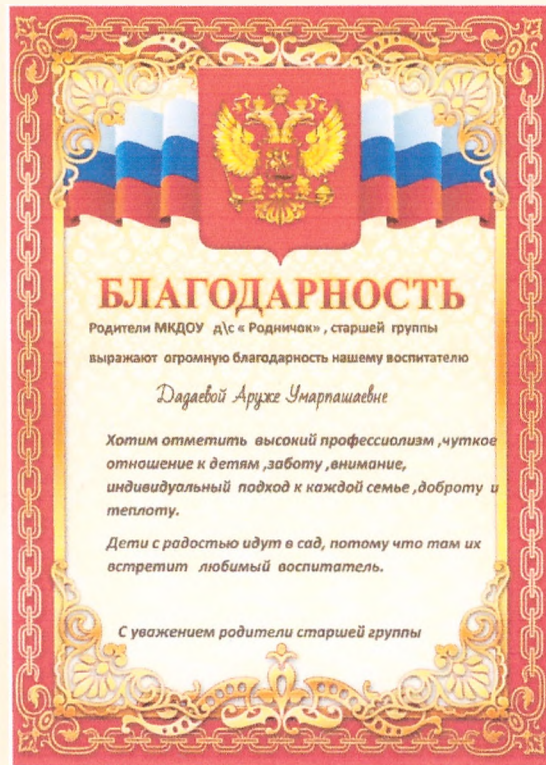 БЛАГОДАРНОСТЬ
Родители МКДОУ д\с « Родничок» , старшей группы
выражают огромную благодарность нашему воспитателю
Дадаевой Аруже Умарпашаевне
Хотим отметить высокий профессиолизм ,чуткое
отношение к детям ,заботу ,внимание,
индивидуальный подход к каждой семье ,доброту и
теплоту.
Дети с радостью идут в сад, потому что там их
встретит любимый воспитатель.
С уважением родители старшей группы